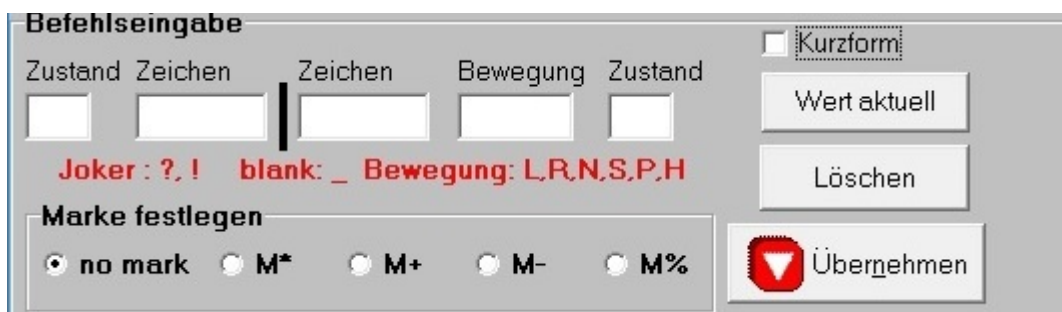 Befehlseingabe
Kurzform
Zustand Zeichen Zeichen Bewegung Zustand
Wert aktuell
Joker : ?, ! blank: _ Bewegung: L,R,N,S,P,H
Löschen
Marke festlegen
no mark M* M+ M- M%
Übernehmen